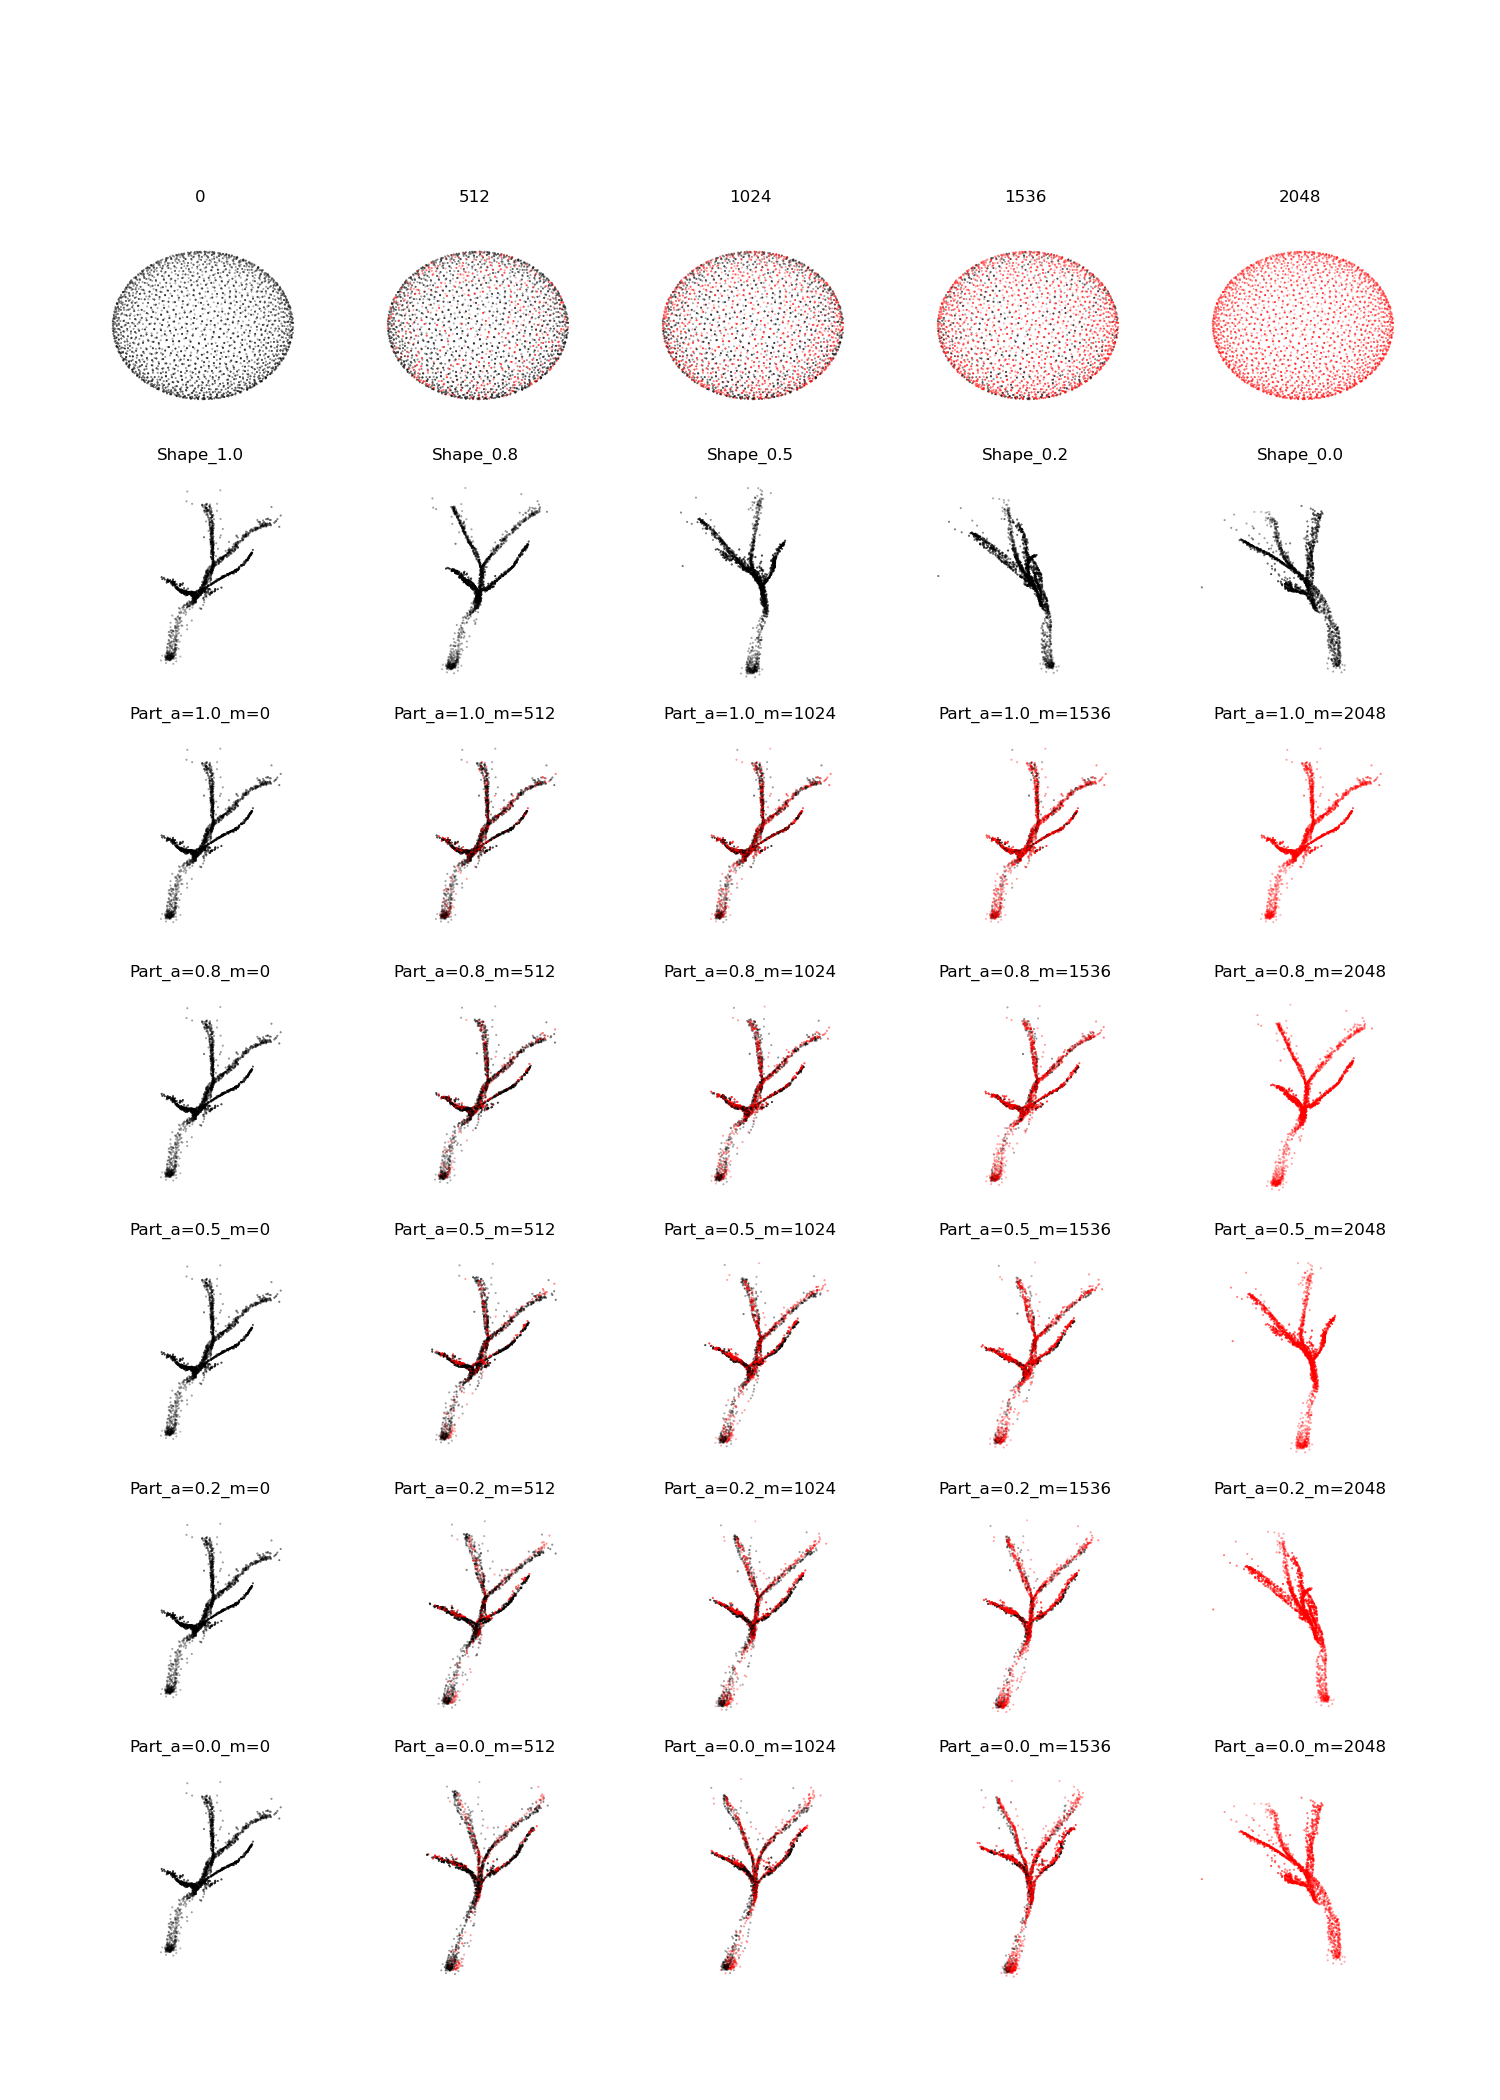 0 512 1024 1536 2048
Shape_1.0 Shape_0.8 Shape_0.5 Shape_0.2 Shape_0.0
Part_a=1.0_m=0 Part_a=1.0_m=512 Part_a=1.0_m=1024 Part_a=1.0_m=1536 Part_a=1.0_m=2048
Part_a=0.8_m=0 Part_a=0.8_m=512 Part_a=0.8_m=1024 Part_a=0.8_m=1536 Part_a=0.8_m=2048
Part_a=0.5_m=0 Part_a=0.5_m=512 Part_a=0.5_m=1024 Part_a=0.5_m=1536 Part_a=0.5_m=2048
Part_a=0.2_m=0 Part_a=0.2_m=512 Part_a=0.2_m=1024 Part_a=0.2_m=1536 Part_a=0.2_m=2048
Part_a=0.0_m=0 Part_a=0.0_m=512 Part_a=0.0_m=1024 Part_a=0.0_m=1536 Part_a=0.0_m=2048